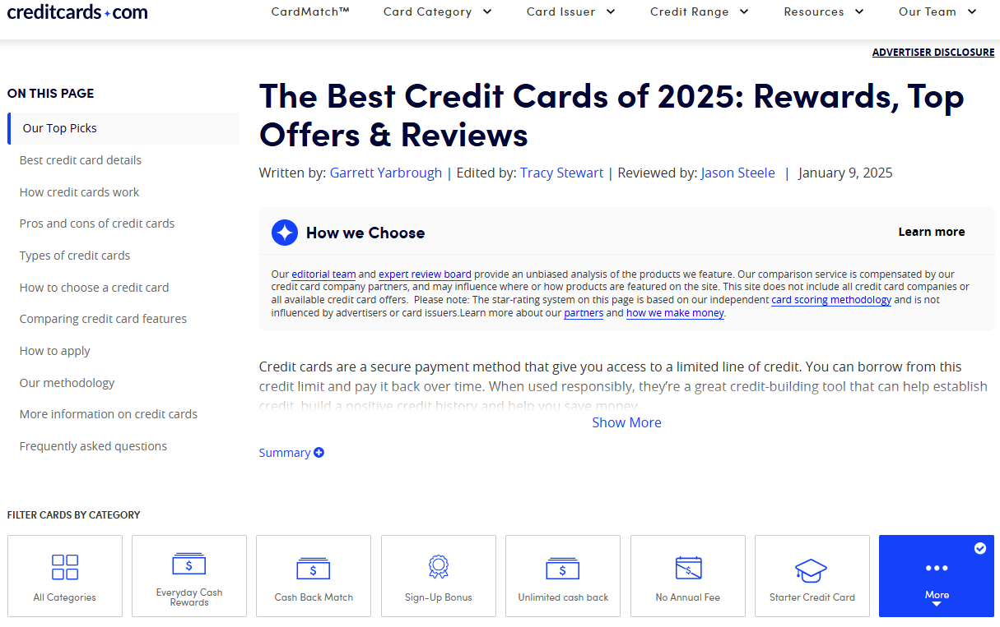 creditcards.com
CardMatch™ Card Category Card Issuer Credit Range Resources Our Team
ADVERTISER DISCLOSURE
ON THIS PAGE
Our Top Picks
Best credit card details
How credit cards work
Pros and cons of credit cards
Types of credit cards
How to choose a credit card
Comparing credit card features
How to apply
Our methodology
More information on credit cards
Frequently asked questions
The Best Credit Cards of 2025: Rewards, Top
Offers & Reviews
Written by: Garrett Yarbrough | Edited by: Tracy Stewart | Reviewed by: Jason Steele | January 9, 2025
How we Choose
Learn more
Our editorial team and expert review board provide an unbiased analysis of the products we feature. Our comparison service is compensated by our
credit card company partners, and may influence where or how products are featured on the site. This site does not include all credit card companies or
all available credit card offers.  Please note: The star-rating system on this page is based on our independent card scoring methodology and is not
influenced by advertisers or card issuers.Learn more about our partners and how we make money.
Credit cards are a secure payment method that give you access to a limited line of credit. You can borrow from this
credit limit and pay it back over time. When used responsibly, they're a great credit-building tool that can help establish
credit, build a positive credit history and help you save money.
Show More
Summary
FILTER CARDS BY CATEGORY
All Categories
Everyday Cash
Rewards
Cash Back Match
Sign-Up Bonus
Unlimited cash back
No Annual Fee
Starter Credit Card
More